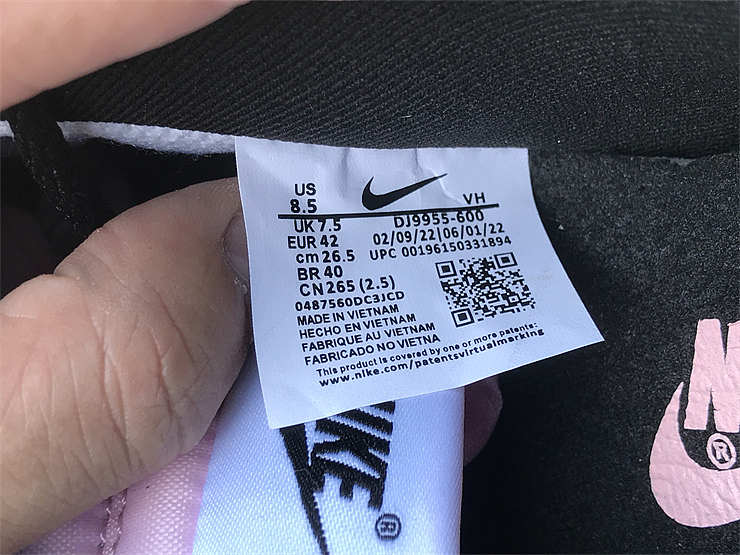 US
8.5
VH
UK 7.5
DJ9955-600
EUR 42
02/09/22|06/01/22
cm 26.5
UPC 00196150331894
BR 40
CN 265 (2.5)
0487560DC3JCD
MADE IN VIETNAM
HECHO EN VIETNAM
FABRIQUE AU VIETNAM
FABRICADO NO VIETNA
This product is covered by one or more patents:
www.nike.com/patentsvirtualmarking
NIKE®
N
®